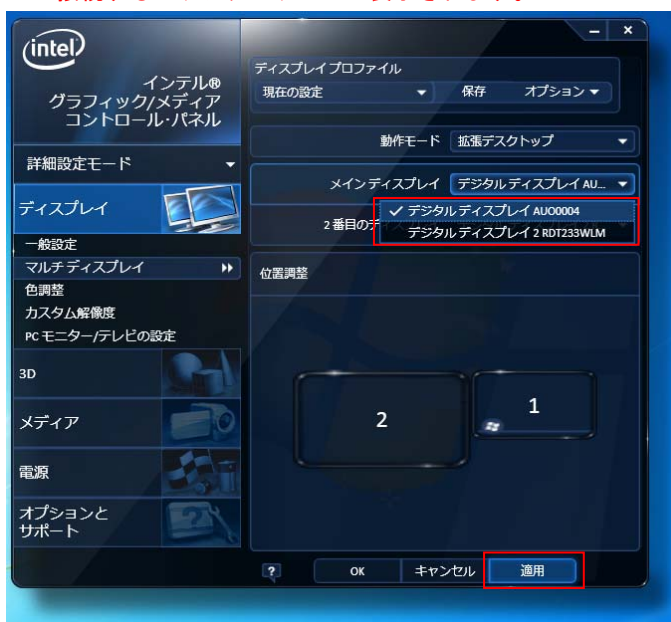 intel
インテル®
グラフィック/メディア
コントロール・パネル
詳細設定モード
ディスプレイ
一般設定
マルチディスプレイ
色調整
カスタム解像度
PC モニター/テレビの設定
3D
メディア
電源
オプションと
サポート
ディスプレイ プロファイル
現在の設定
保存
オプション
動作モード
拡張デスクトップ
メイン ディスプレイ
デジタル ディスプレイ AU...
デジタル ディスプレイ AUO0004
2 番目のデ
デジタル ディスプレイ 2 RDT233WLM
位置調整
2
1
?
OK
キャンセル
適用